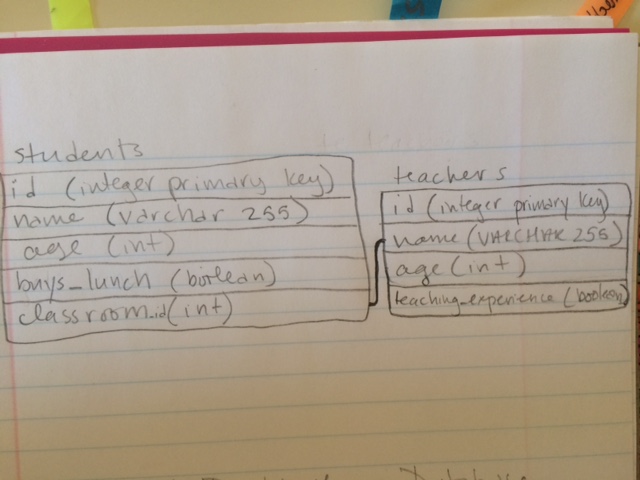 students
id (integer primary key)
name (varchar 255)
age (int)
buys_lunch (boolean)
classroom_id (int)
teachers
id (integer primary key)
name (VARCHAR 255)
age (int)
teaching_experience (boolean)